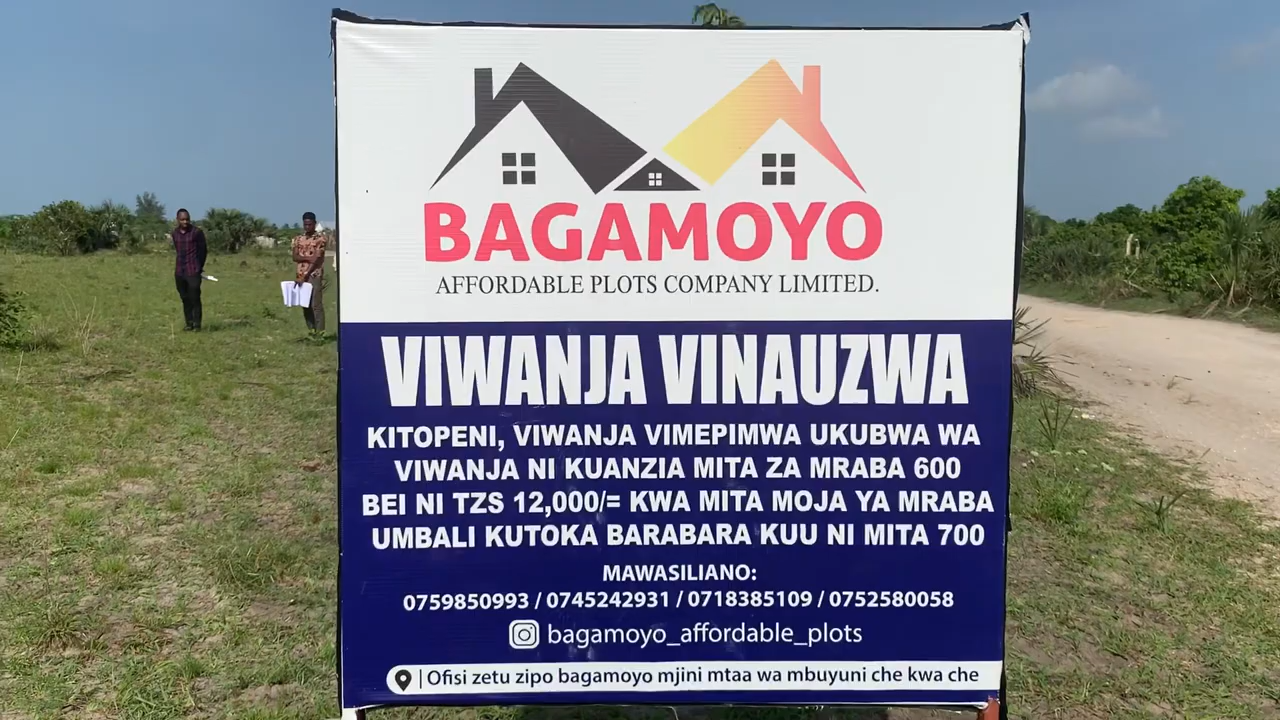 BAGAMOYO
AFFORDABLE PLOTS COMPANY LIMITED.
VIWANJA VINAUZWA
KITOPENI, VIWANJA VIMEPIMWA UKUBWA WA
VIWANJA NI KUANZIA MITA ZA MRABA 600
BEI NI TZS 12,000/= KWA MITA MOJA YA MRABA
UMBALI KUTOKA BARABARA KUU NI MITA 700
MAWASILIANO:
0759850993 / 0745242931 / 0718385109 / 0752580058
bagamoyo_affordable_plots
| Ofisi zetu zipo bagamoyo mjini mtaa wa mbuyuni che kwa che